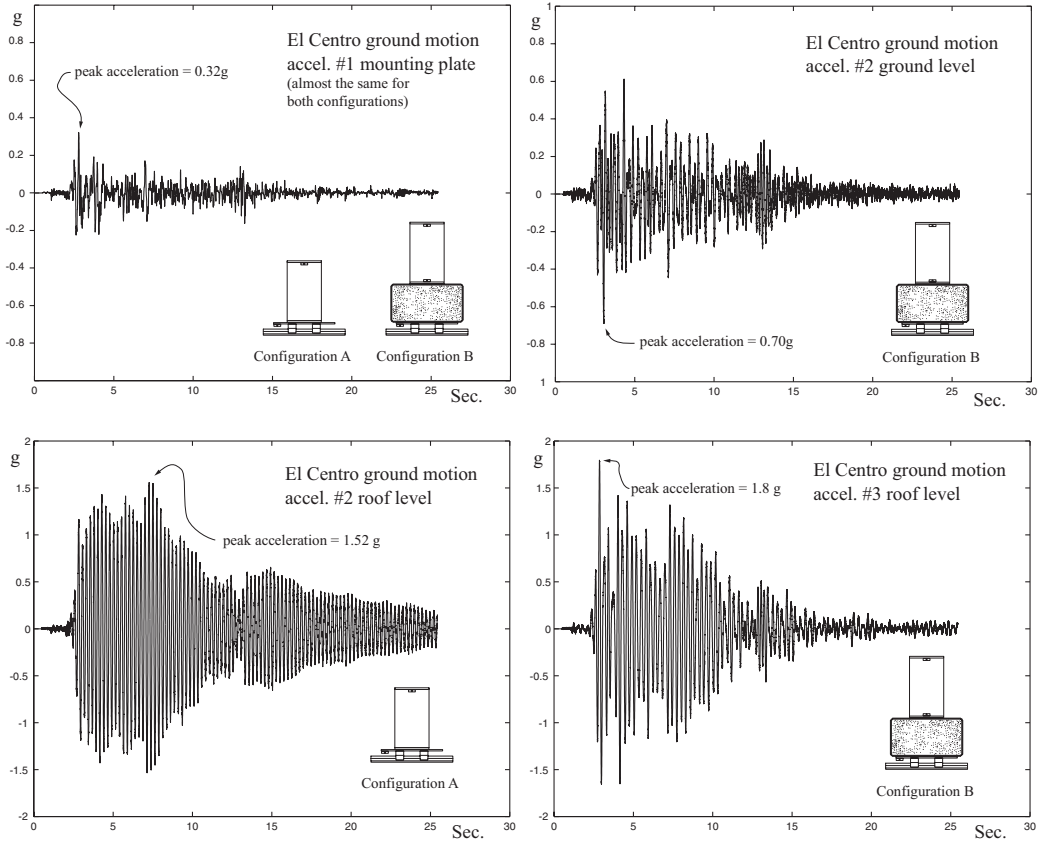 g
El Centro ground motion
accel. #1 mounting plate
(almost the same for
both configurations)
peak acceleration = 0.32g
0.8
0.6
0.4
0.2
0
-0.2
-0.4
-0.6
-0.8
Configuration A
Configuration B
0 5 10 15 20 25 30
Sec.
g
El Centro ground motion
accel. #2 ground level
1
0.8
0.6
0.4
0.2
0
-0.2
-0.4
-0.6
-0.8
1
peak acceleration = 0.70g
Configuration B
0 5 10 15 20 25 30
Sec.
g
El Centro ground motion
accel. #2 roof level
peak acceleration = 1.52 g
2
1.5
1
0.5
0
-0.5
-1
-1.5
-2
Configuration A
0 5 10 15 20 25 30
Sec.
g
El Centro ground motion
accel. #3 roof level
peak acceleration = 1.8 g
2
1.5
1
0.5
0
-0.5
-1
-1.5
-2
Configuration B
0 5 10 15 20 25 30
Sec.